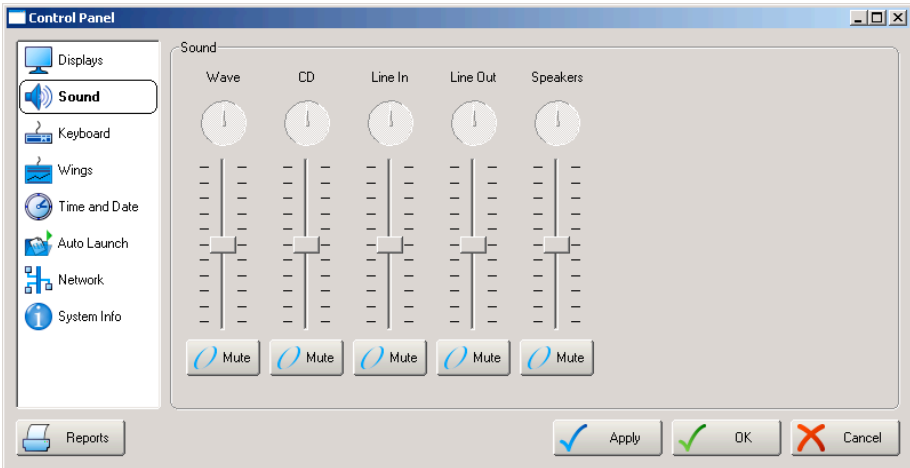 Control Panel
Displays
Sound
Keyboard
Wings
Time and Date
Auto Launch
Network
System Info
Sound
Wave CD Line In Line Out Speakers
Mute Mute Mute Mute Mute
Reports Apply OK Cancel